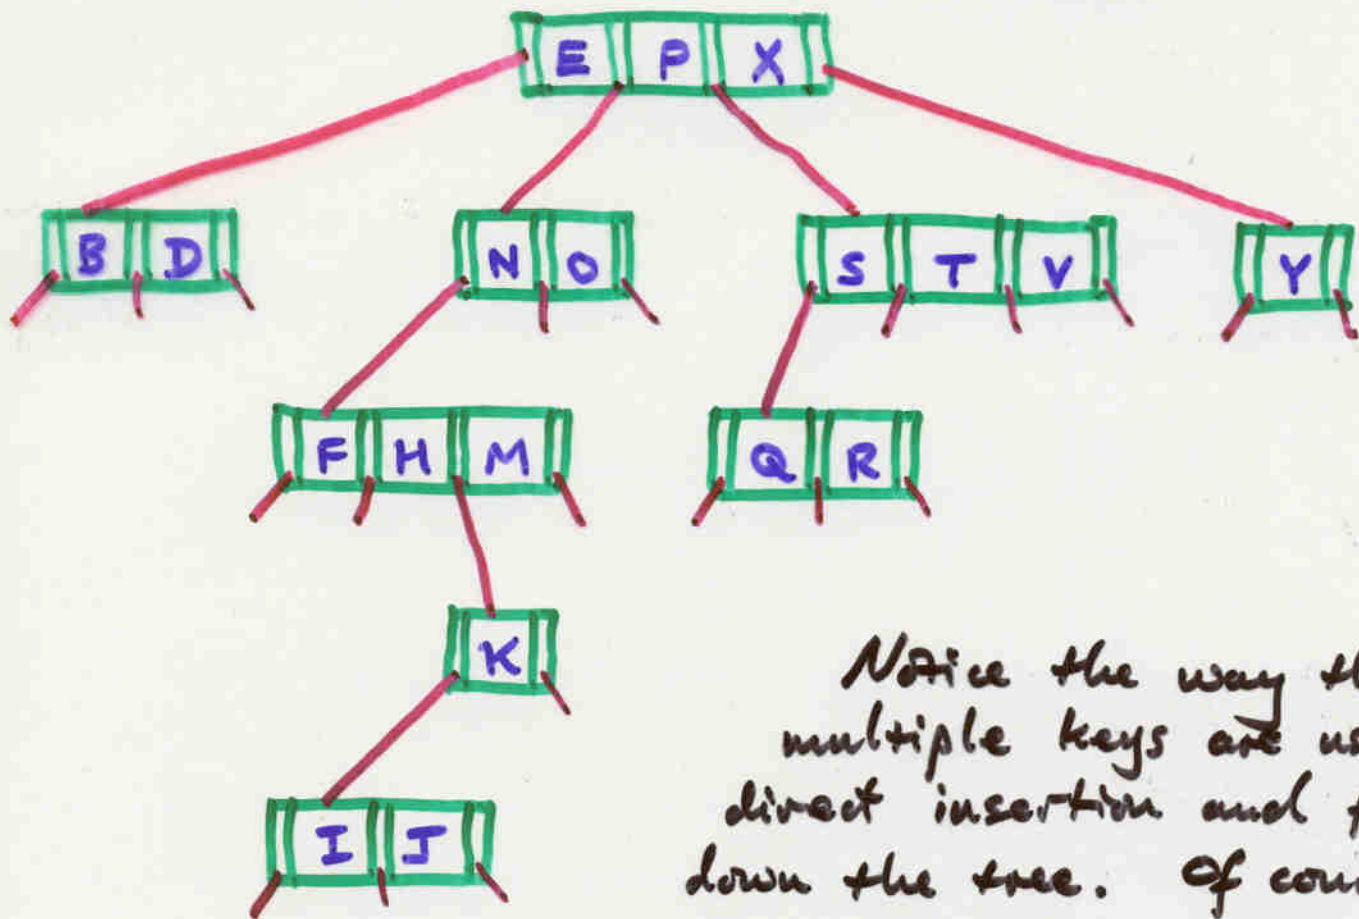 E P X
B D N O S T V Y
F H M Q R
K
I J
Notice the way
multiple keys are
direct insertion and
down the tree. Of